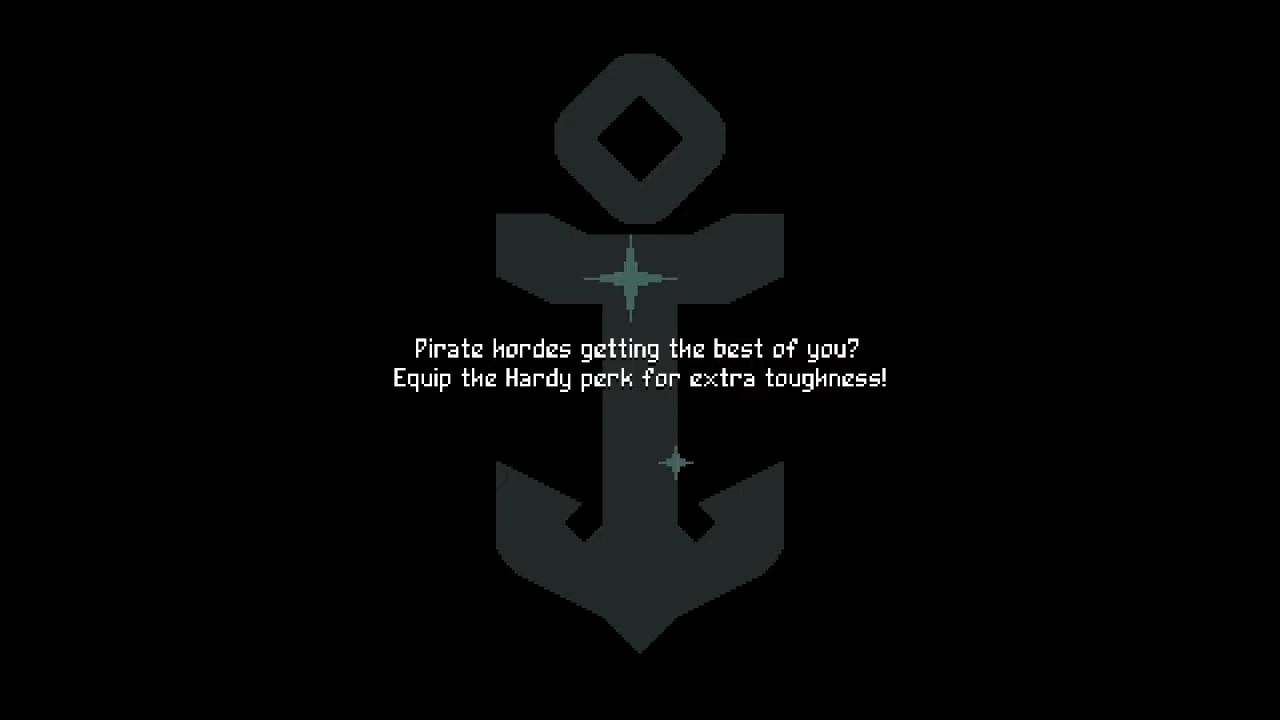 Pirate hordes getting the best of you?
Equip the Hardy perk for extra toughness!